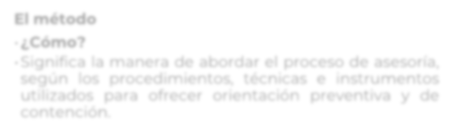 El método
· ¿Cómo?
· Significa la manera de abordar el proceso de asesoría,
según los procedimientos, técnicas e instrumentos
utilizados para ofrecer orientación preventiva y de
contención.